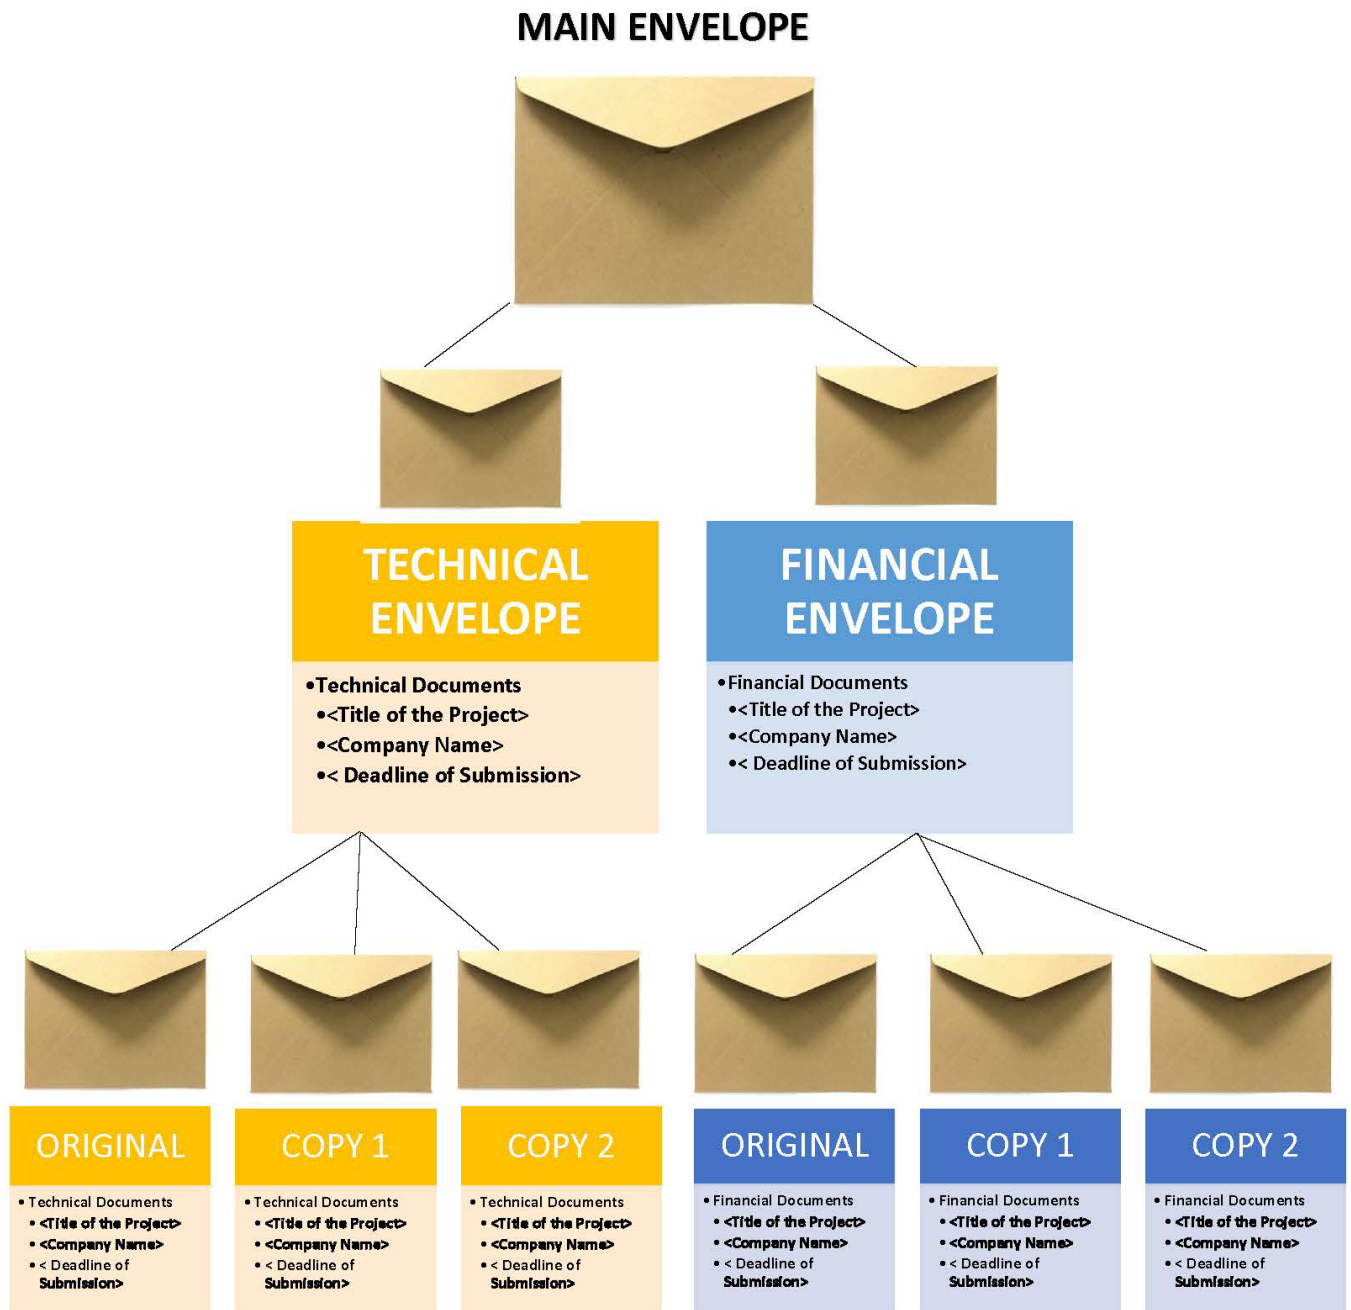 MAIN ENVELOPE
TECHNICAL
ENVELOPE
•Technical Documents
•<Title of the Project>
•<Company Name>
•< Deadline of Submission>
FINANCIAL
ENVELOPE
•Financial Documents
•<Title of the Project>
•<Company Name>
•< Deadline of Submission>
ORIGINAL
• Technical Documents
• <Title of the Project>
• <Company Name>
• < Deadline of
Submission>
COPY 1
• Technical Documents
• <Title of the Project>
• <Company Name>
• < Deadline of
Submission>
COPY 2
• Technical Documents
• <Title of the Project>
• <Company Name>
• < Deadline of
Submission>
ORIGINAL
• Financial Documents
• <Title of the Project>
• <Company Name>
• < Deadline of
Submission>
COPY 1
• Financial Documents
• <Title of the Project>
• <Company Name>
• < Deadline of
Submission>
COPY 2
• Financial Documents
• <Title of the Project>
• <Company Name>
• < Deadline of
Submission>